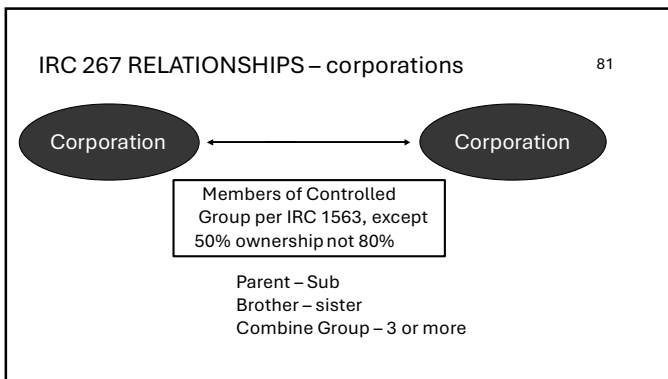 IRC 267 RELATIONSHIPS – corporations
81
Corporation
Corporation
Members of Controlled
Group per IRC 1563, except
50% ownership not 80%
Parent – Sub
Brother – sister
Combine Group – 3 or more